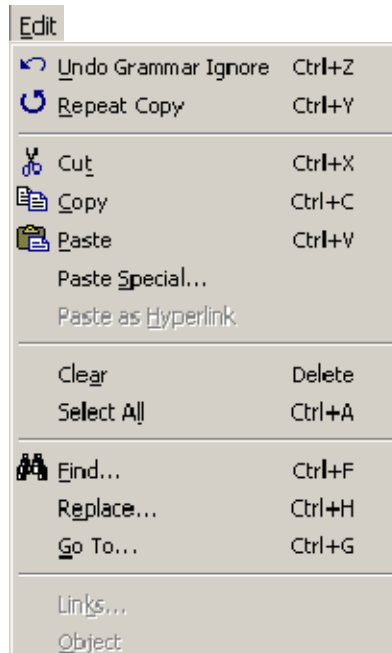 Edit
Undo Grammar Ignore Ctrl+Z
Repeat Copy Ctrl+Y
Cut Ctrl+X
Copy Ctrl+C
Paste Ctrl+V
Paste Special...
Paste as Hyperlink
Clear Delete
Select All Ctrl+A
Find... Ctrl+F
Replace... Ctrl+H
Go To... Ctrl+G
Links...
Object